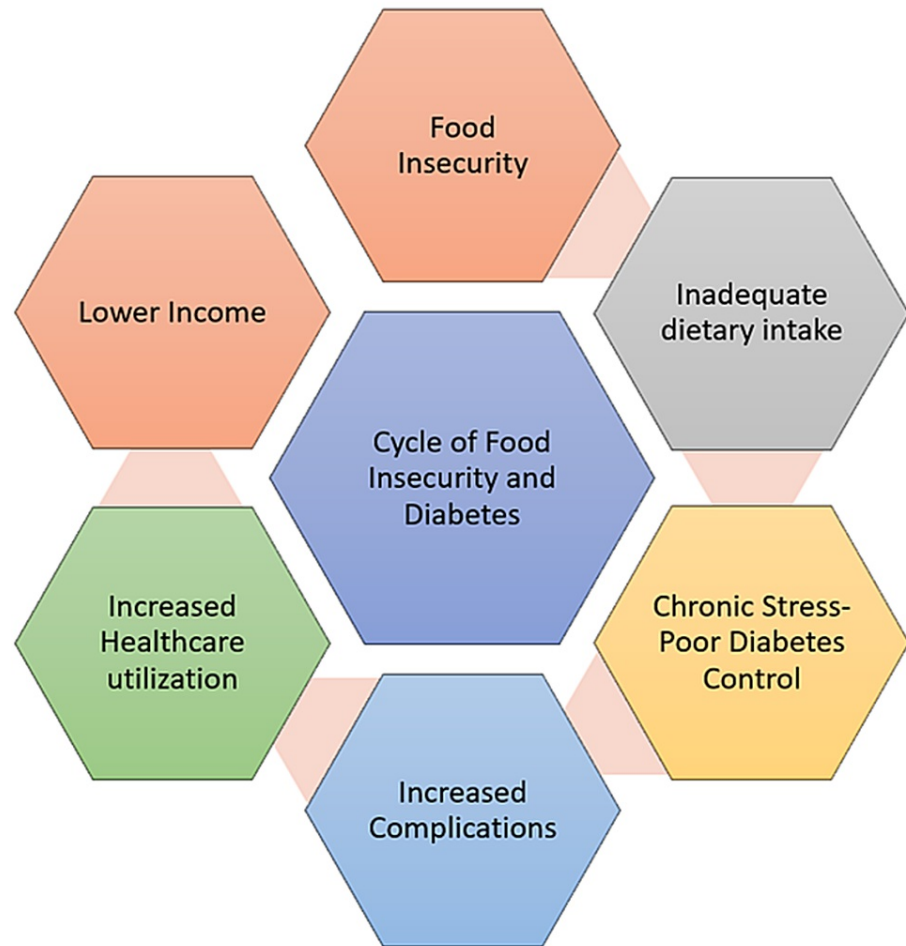 Food
Insecurity
Inadequate
dietary intake
Chronic Stress-
Poor Diabetes
Control
Increased
Complications
Increased
Healthcare
utilization
Lower Income
Cycle of Food
Insecurity and
Diabetes